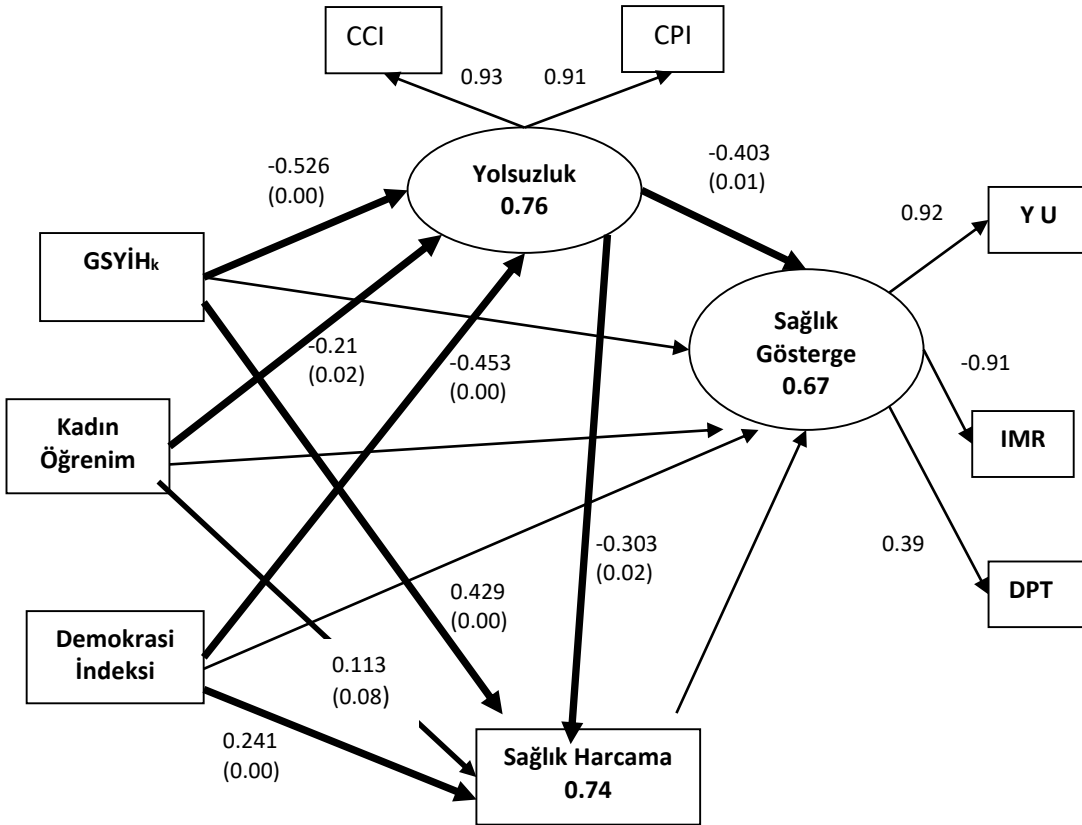 CCI
CPI
0.93
0.91
-0.526
(0.00)
Yolsuzluk
0.76
-0.403
(0.01)
0.92
Y U
GSYİHk
Sağlık
Gösterge
0.67
-0.21
(0.02)
-0.453
(0.00)
-0.91
Kadın
Öğrenim
IMR
-0.303
(0.02)
0.39
0.429
(0.00)
DPT
Demokrasi
İndeksi
0.113
(0.08)
0.241
(0.00)
Sağlık Harcama
0.74